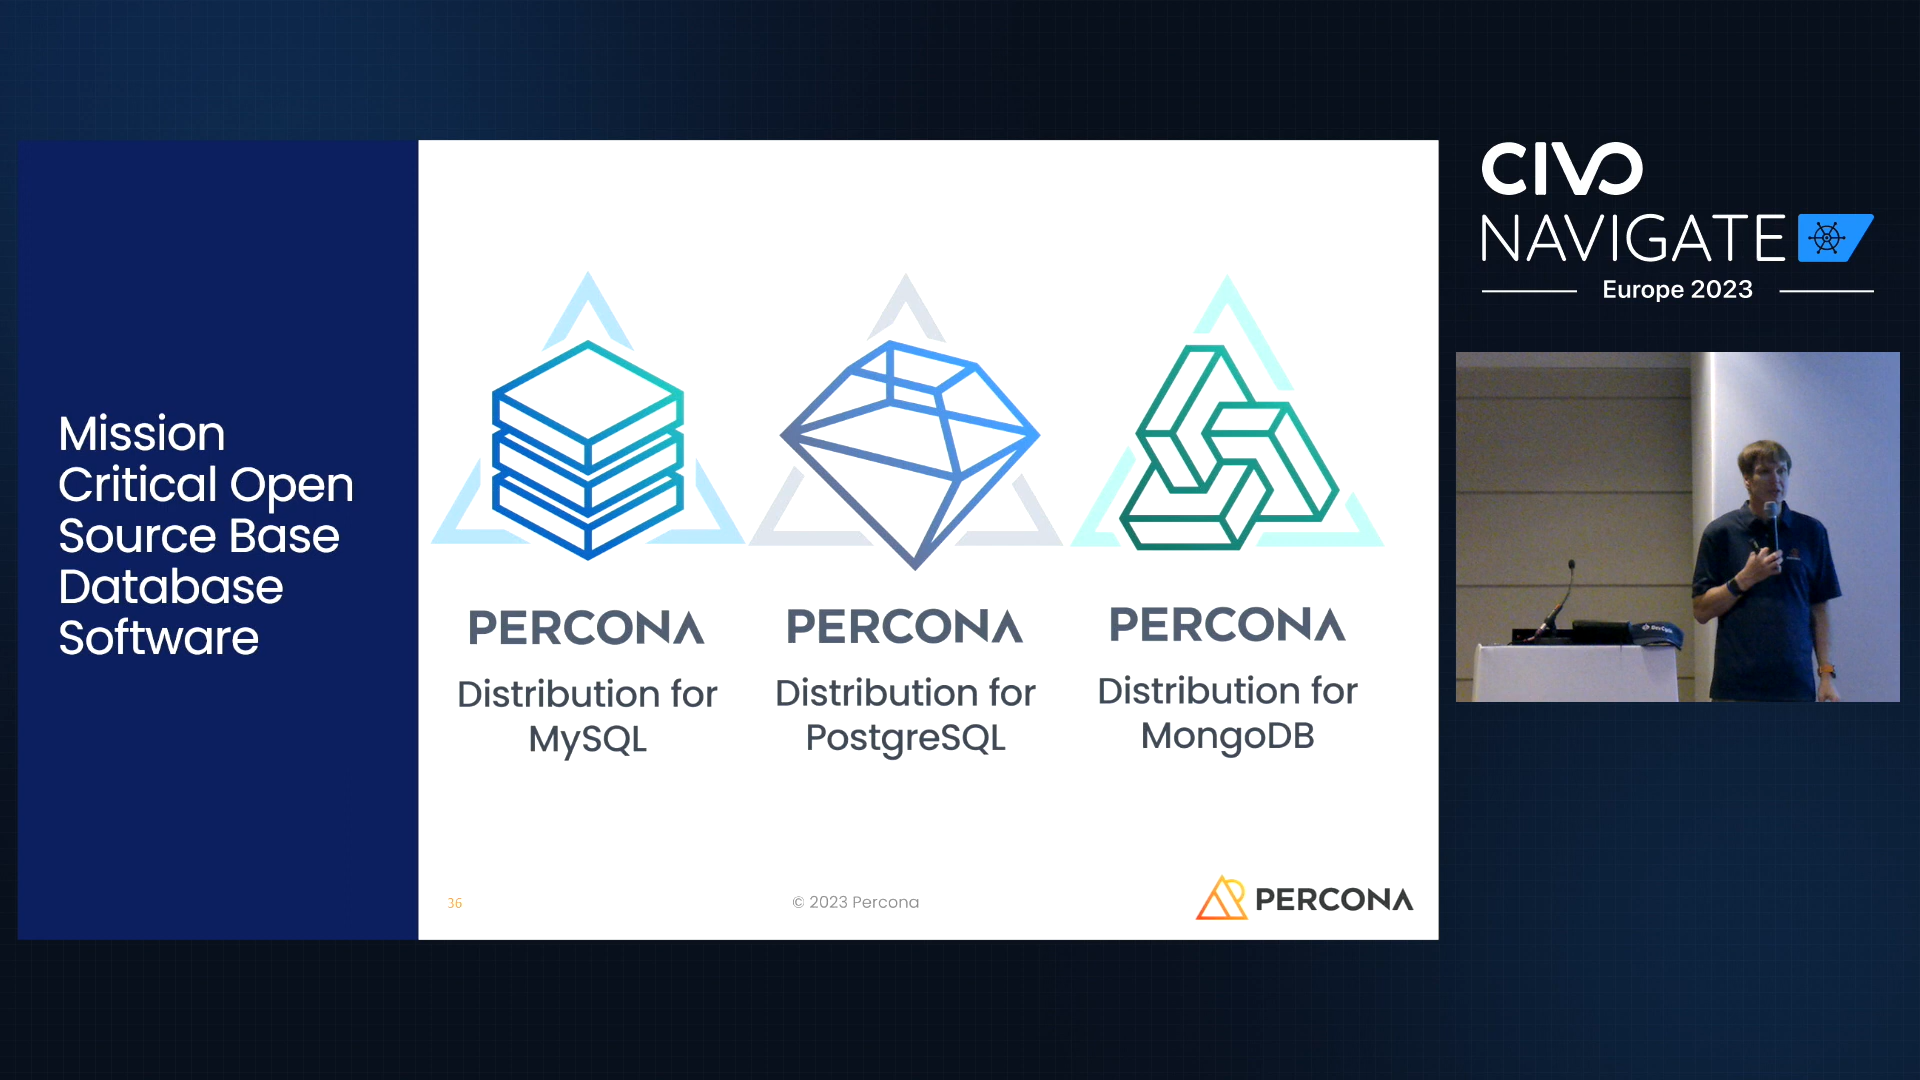 Mission
Critical Open
Source Base
Database
Software
PERCONA
Distribution for
MySQL
PERCONA
Distribution for
PostgreSQL
PERCONA
Distribution for
MongoDB
36
© 2023 Percona
PERCONA
CIVO
NAVIGATE
Europe 2023